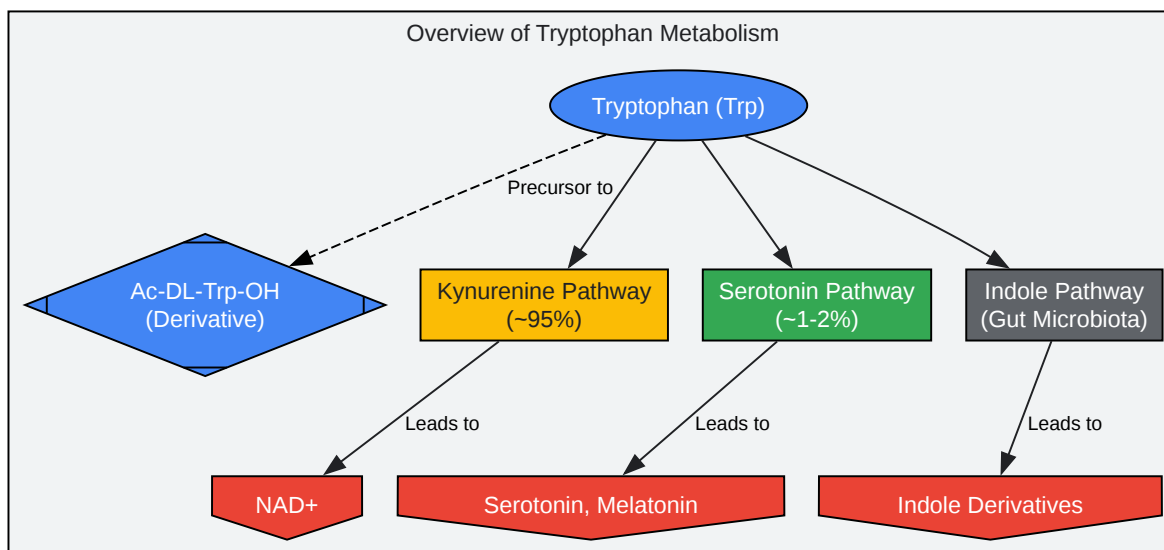 Overview of Tryptophan Metabolism
Tryptophan (Trp)
Precursor to
Ac-DL-Trp-OH
(Derivative)
Kynurenine Pathway
(~95%)
Serotonin Pathway
(~1-2%)
Indole Pathway
(Gut Microbiota)
Leads to
Leads to
Leads to
NAD+
Serotonin, Melatonin
Indole Derivatives